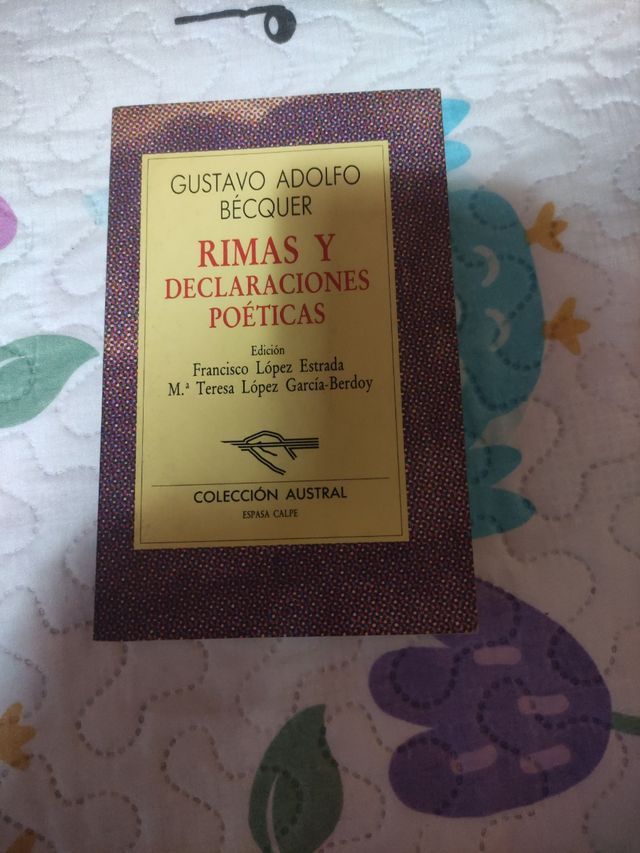 GUSTAVO ADOLFO
BÉCQUER
RIMAS Y
DECLARACIONES
POÉTICAS
Edición
Francisco López Estrada
M.ª Teresa López García-Berdoy
COLECCIÓN AUSTRAL
ESPASA CALPE